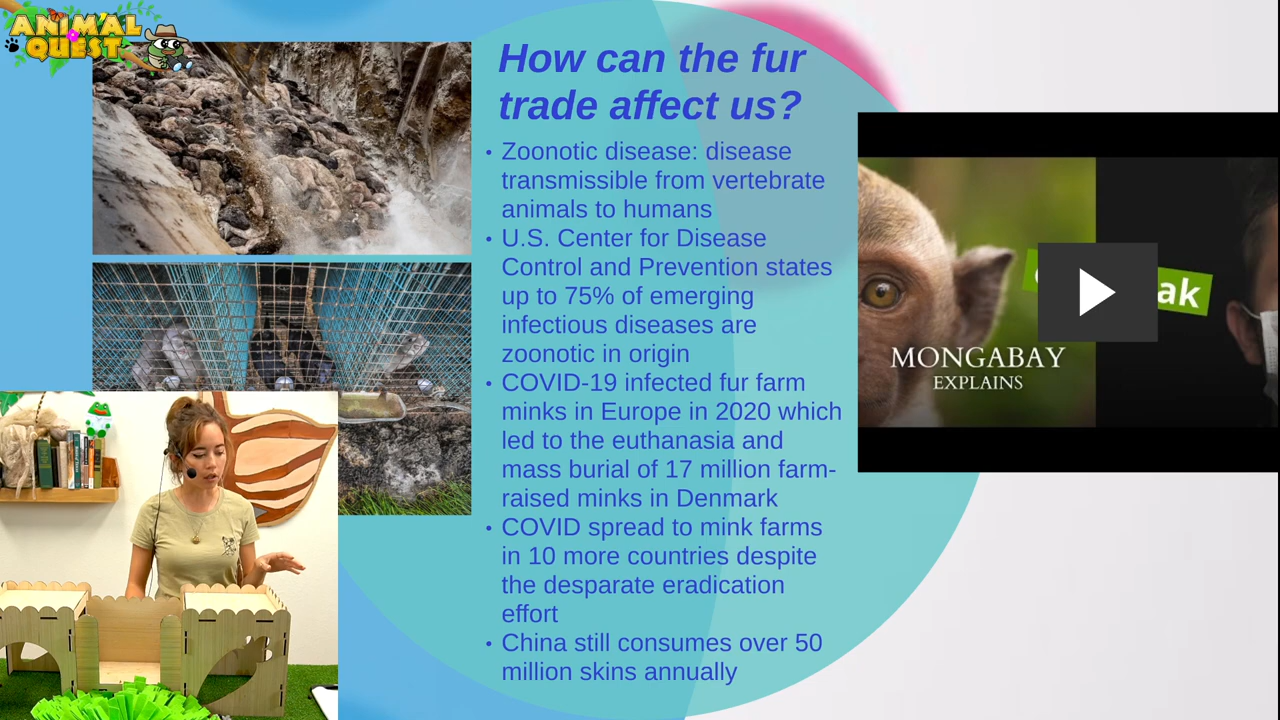 ANIMAL
QUEST
How can the fur
trade affect us?
• Zoonotic disease: disease
transmissible from vertebrate
animals to humans
• U.S. Center for Disease
Control and Prevention states
up to 75% of emerging
infectious diseases are
zoonotic in origin
• COVID-19 infected fur farm
minks in Europe in 2020 which
led to the euthanasia and
mass burial of 17 million farm-
raised minks in Denmark
• COVID spread to mink farms
in 10 more countries despite
the desparate eradication
effort
• China still consumes over 50
million skins annually
ak
MONGABAY
EXPLAINS